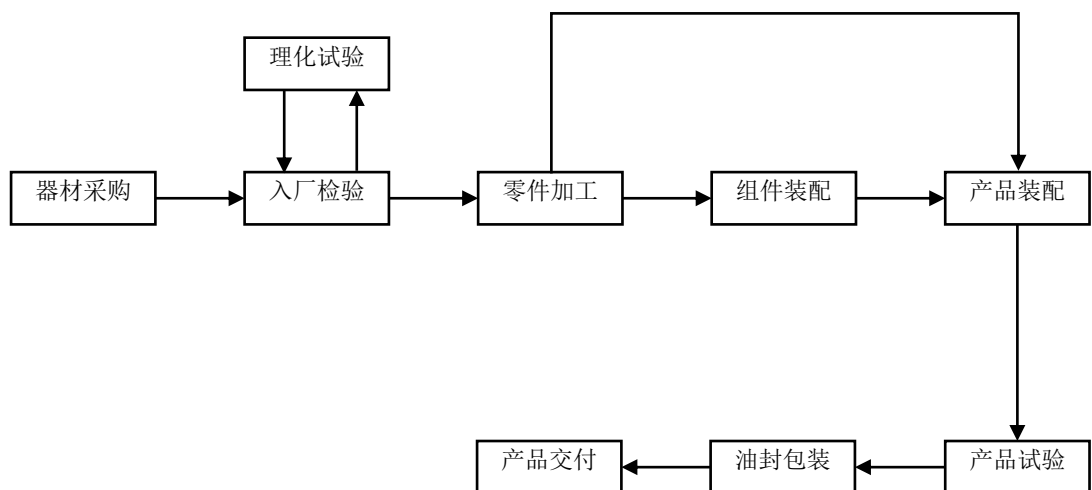 理化试验
器材采购
入厂检验
零件加工
组件装配
产品装配
产品交付
油封包装
产品试验